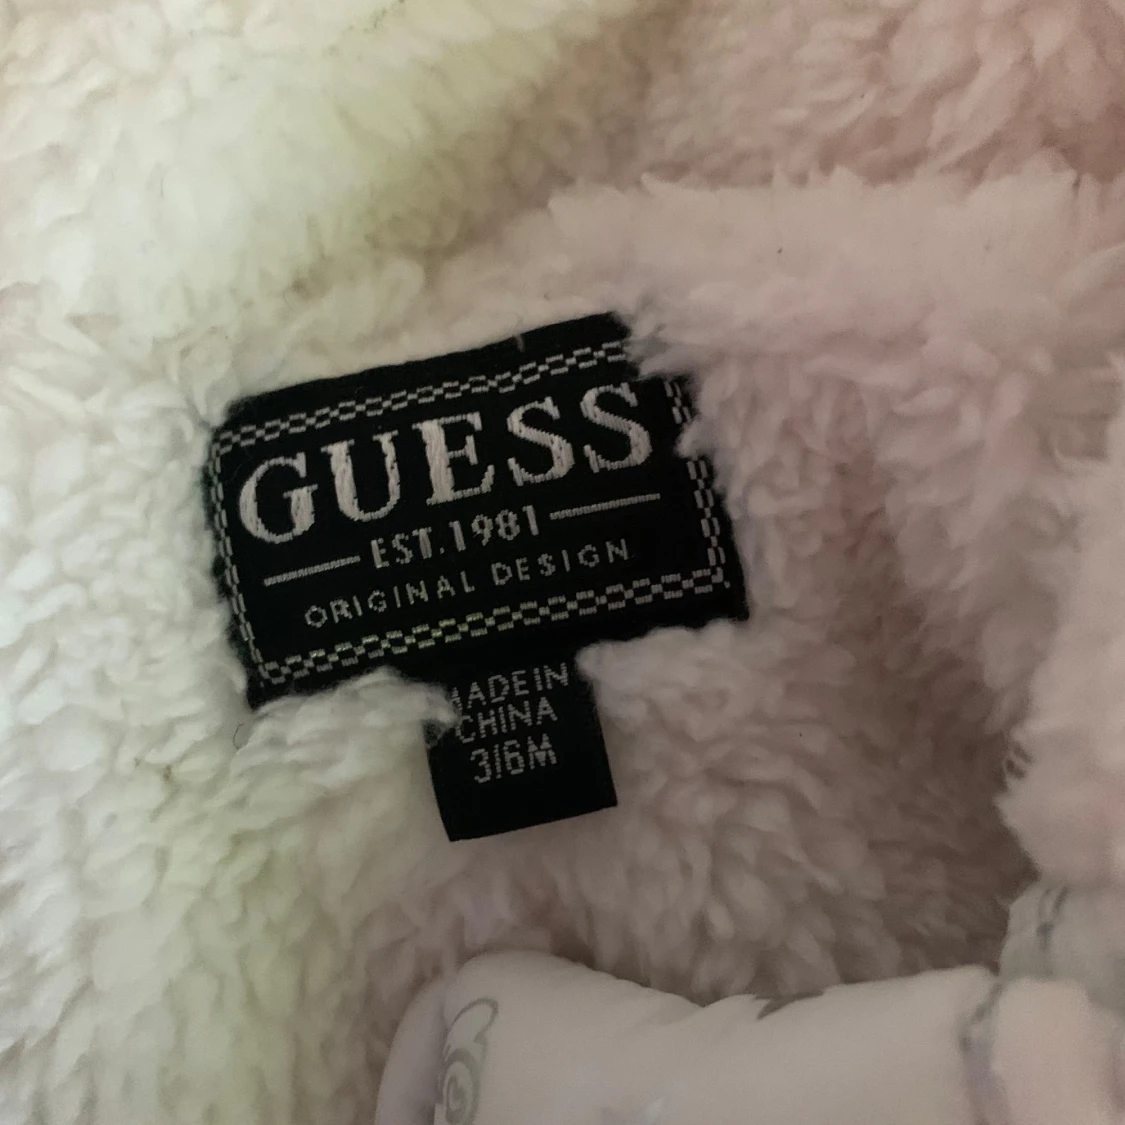 GUESS
EST.1981
ORIGINAL DESIGN
MADE IN
CHINA
3/6M